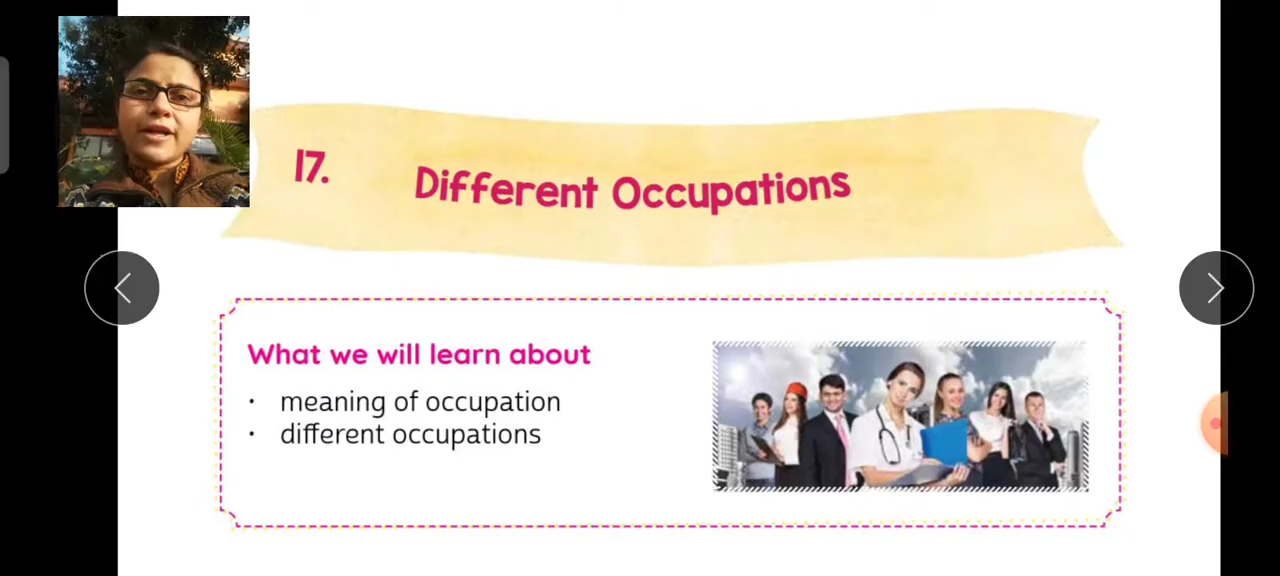 17. Different Occupations
What we will learn about
· meaning of occupation
· different occupations